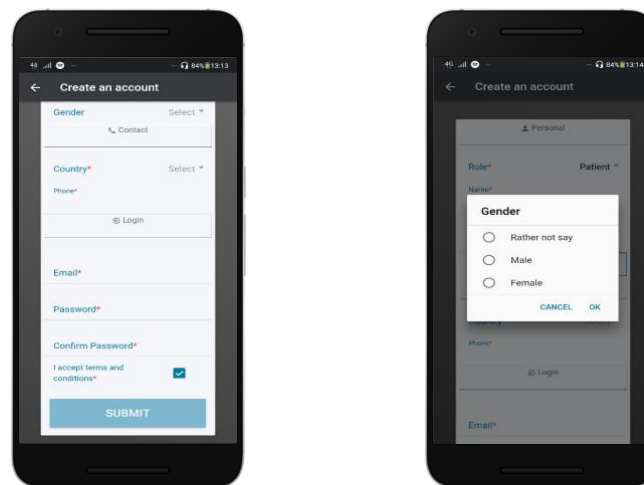 84% 13:13
Create an account
Gender Select
Contact
Country* Select
Phone*
Login
Email*
Password*
Confirm Password*
I accept terms and
conditions*
SUBMIT
4G 84% 13:14
Create an account
Personal
Role* Patient
Name*
Gender
Rather not say
Male
Female
CANCEL OK
Country
Phone*
Login
Email*